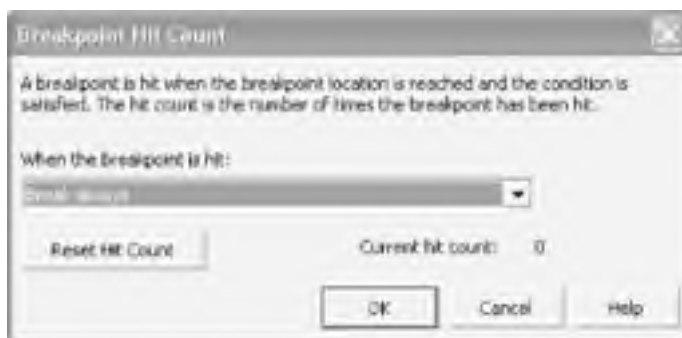 Breakpoint Hit Count
A breakpoint is hit when the breakpoint location is reached and the condition is
satisfied. The hit count is the number of times the breakpoint has been hit.
When the breakpoint is hit:
break always
Reset Hit Count
Current hit count: 0
OK
Cancel
Help